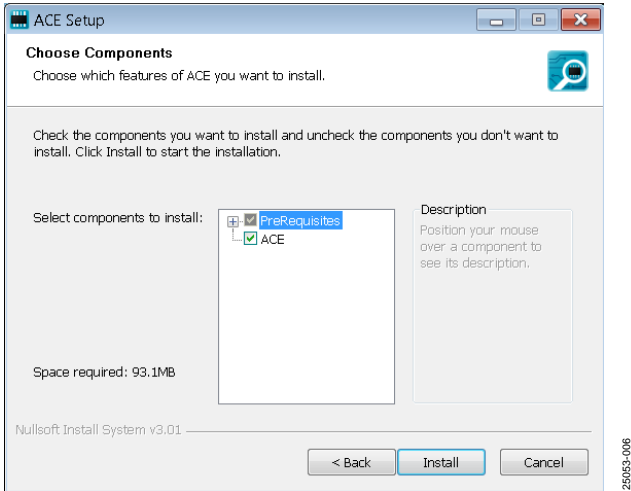 ACE Setup
Choose Components
Choose which features of ACE you want to install.
Check the components you want to install and uncheck the components you don't want to
install. Click Install to start the installation.
Select components to install:
PreRequisites
ACE
Description
Position your mouse
over a component to
see its description.
Space required: 93.1MB
Nullsoft Install System v3.01
< Back
Install
Cancel
25053-006